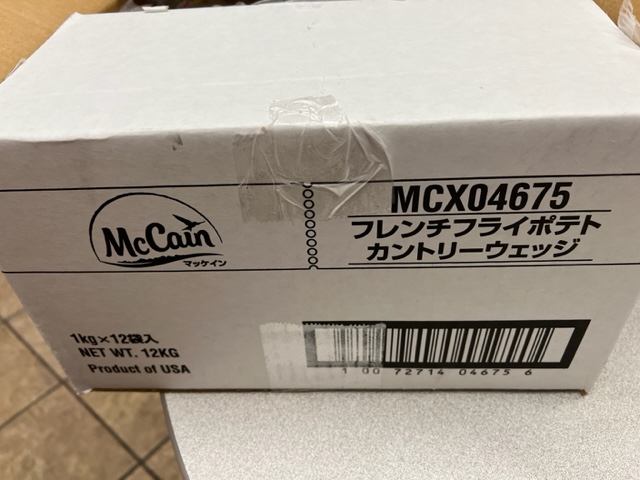 McCain
マッケイン
MCX04675
フレンチフライポテト
カントリーウェッジ
1kg×12袋入
NET WT. 12KG
Product of USA
1 00 72714 04675 6